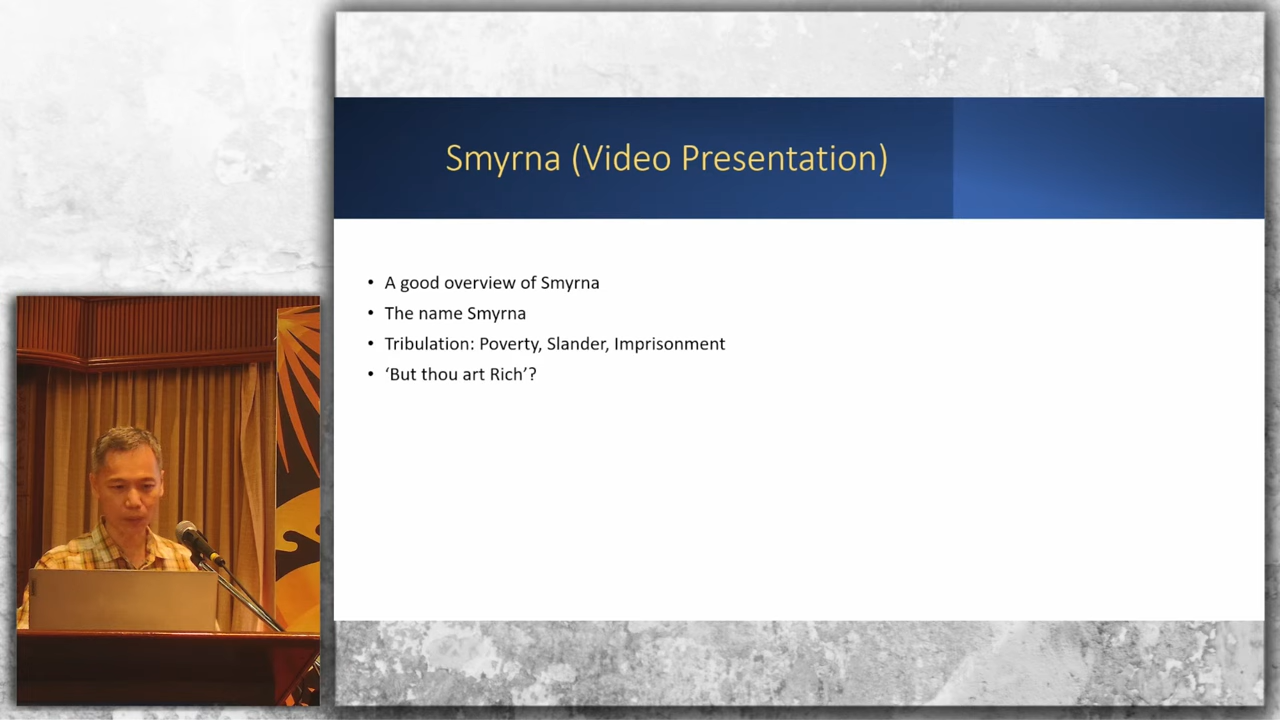 Smyrna (Video Presentation)
• A good overview of Smyrna
• The name Smyrna
• Tribulation: Poverty, Slander, Imprisonment
• ‘But thou art Rich’?